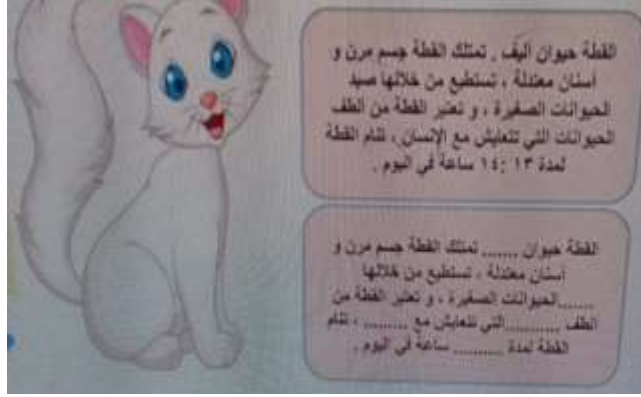 القطة حيوان أليف . تمتلك القطة جسم مرن و
أسنان معتدلة ، تستطيع من خلالها صيد
الحيوانات الصغيرة ، و تعتبر القطة من ألطف
الحيوانات التي تتعايش مع الإنسان ، تنام القطة
لمدة ١٣ :١٤ ساعة في اليوم .
القطة حيوان ....... تمتلك القطة جسم مرن و
أسنان معتدلة ، تستطيع من خلالها
.......الحيوانات الصغيرة ، و تعتبر القطة من
الطف ...........التي تتعايش مع ......... ، تنام
القطة لمدة .......... ساعة في اليوم .